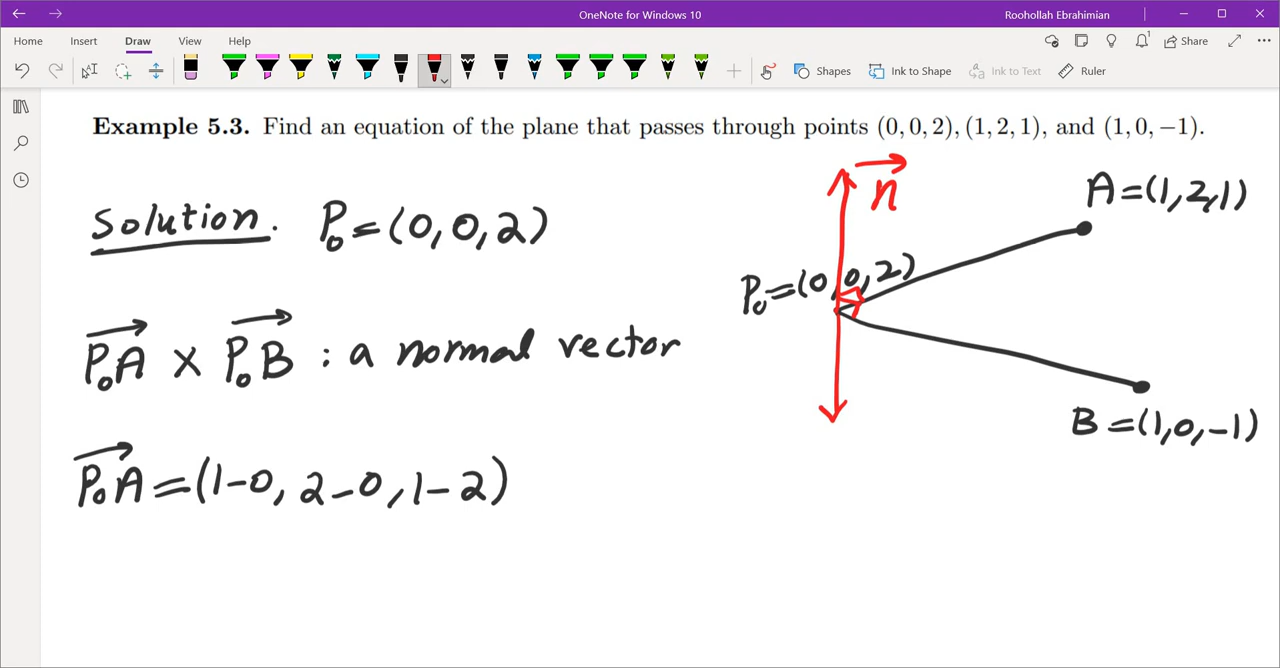 OneNote for Windows 10
Roohollah Ebrahimian
Home Insert Draw View Help
1
Share
Shapes Ink to Shape Ink to Text Ruler
Example 5.3. Find an equation of the plane that passes through points (0, 0, 2), (1, 2, 1), and (1, 0, −1).
Solution. P₀=(0,0,2)
P₀A⃗ × P₀B⃗ : a normal vector
P₀A⃗ =(1-0, 2-0, 1-2)
n⃗
A=(1,2,1)
P₀=(0,0,2)
B=(1,0,-1)